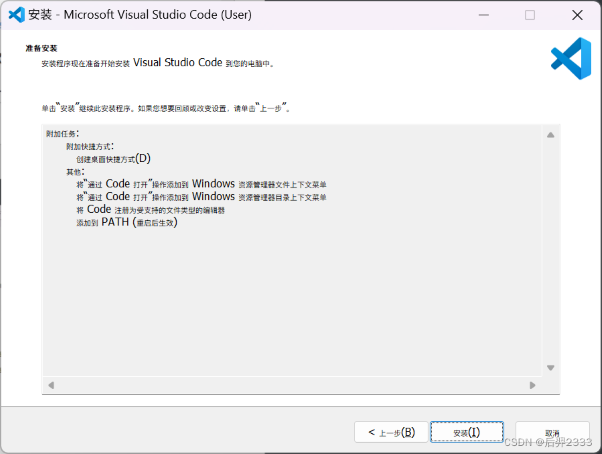 安装 - Microsoft Visual Studio Code (User)
准备安装
安装程序现在准备开始安装 Visual Studio Code 到您的电脑中。
单击“安装”继续此安装程序。如果您想要回顾或改变设置，请单击“上一步”。
附加任务：
附加快捷方式：
创建桌面快捷方式(D)
其他：
将“通过 Code 打开”操作添加到 Windows 资源管理器文件上下文菜单
将“通过 Code 打开”操作添加到 Windows 资源管理器目录上下文菜单
将 Code 注册为受支持的文件类型的编辑器
添加到 PATH (重启后生效)
< 上一步(B) 安装(I) 取消
CSDN @后羿2333